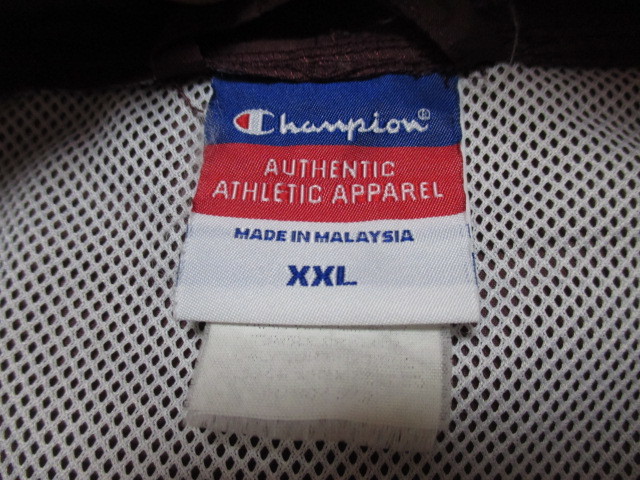 Champion®
AUTHENTIC
ATHLETIC APPAREL
MADE IN MALAYSIA
XXL